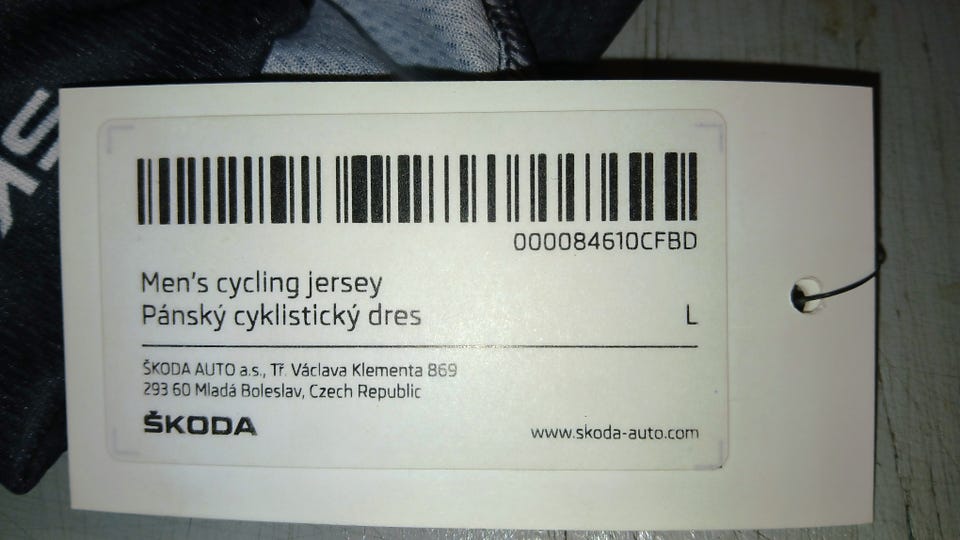 000084610CFBD
Men's cycling jersey
Pánský cyklistický dres L
ŠKODA AUTO a.s., Tř. Václava Klementa 869
293 60 Mladá Boleslav, Czech Republic
ŠKODA
www.skoda-auto.com